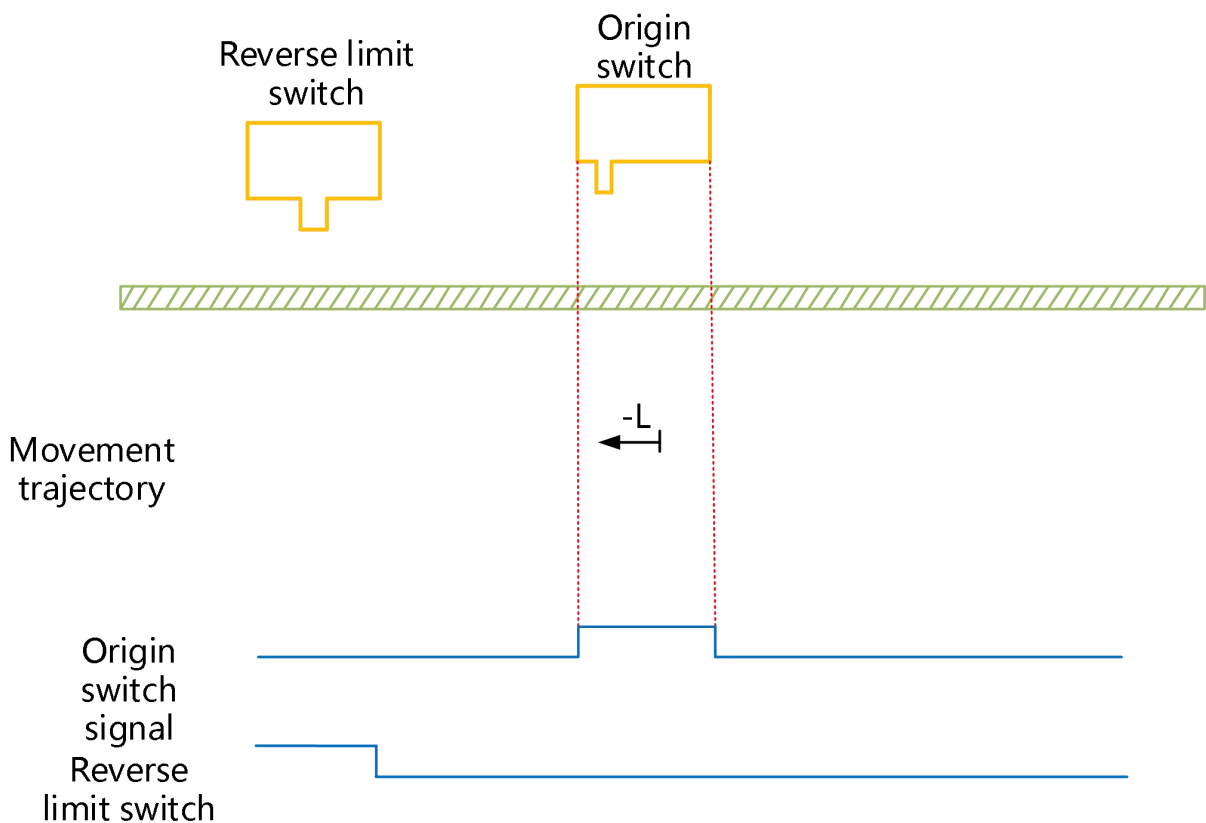 Reverse limit
switch
Origin
switch
-L
Movement
trajectory
Origin
switch
signal
Reverse
limit switch